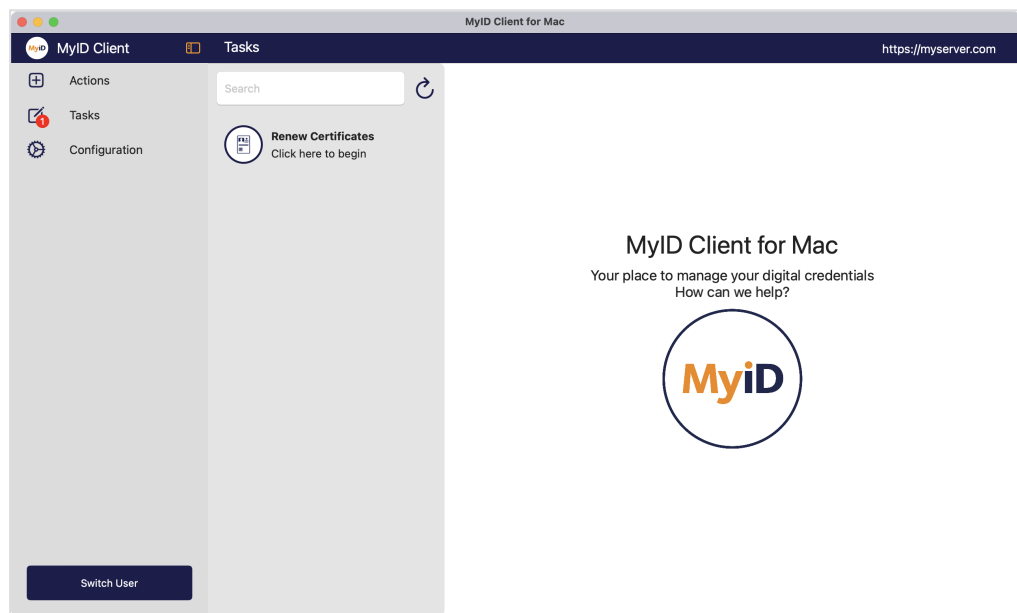 MyID Client for Mac
MyiD
MyID Client
Tasks
https://myserver.com
Actions
Tasks
1
Configuration
Search
Renew Certificates
Click here to begin
MyID Client for Mac
Your place to manage your digital credentials
How can we help?
MyiD
Switch User